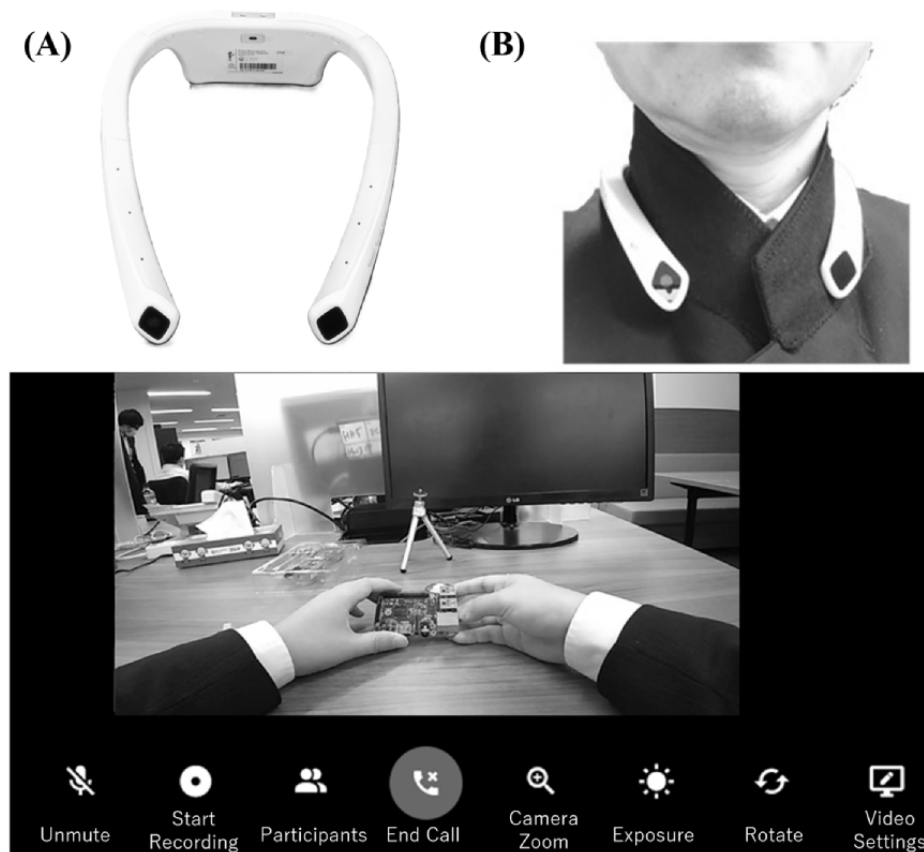 (A)
(B)
LG
Unmute
Start
Recording
Participants
End Call
Camera
Zoom
Exposure
Rotate
Video
Settings